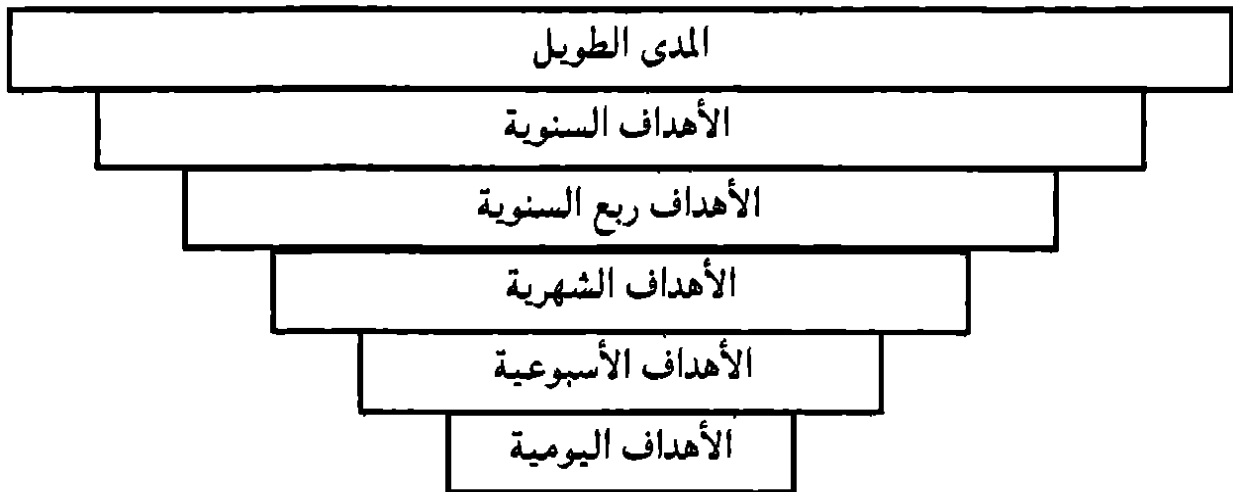 المدى الطويل
الأهداف السنوية
الأهداف ربع السنوية
الأهداف الشهرية
الأهداف الأسبوعية
الأهداف اليومية